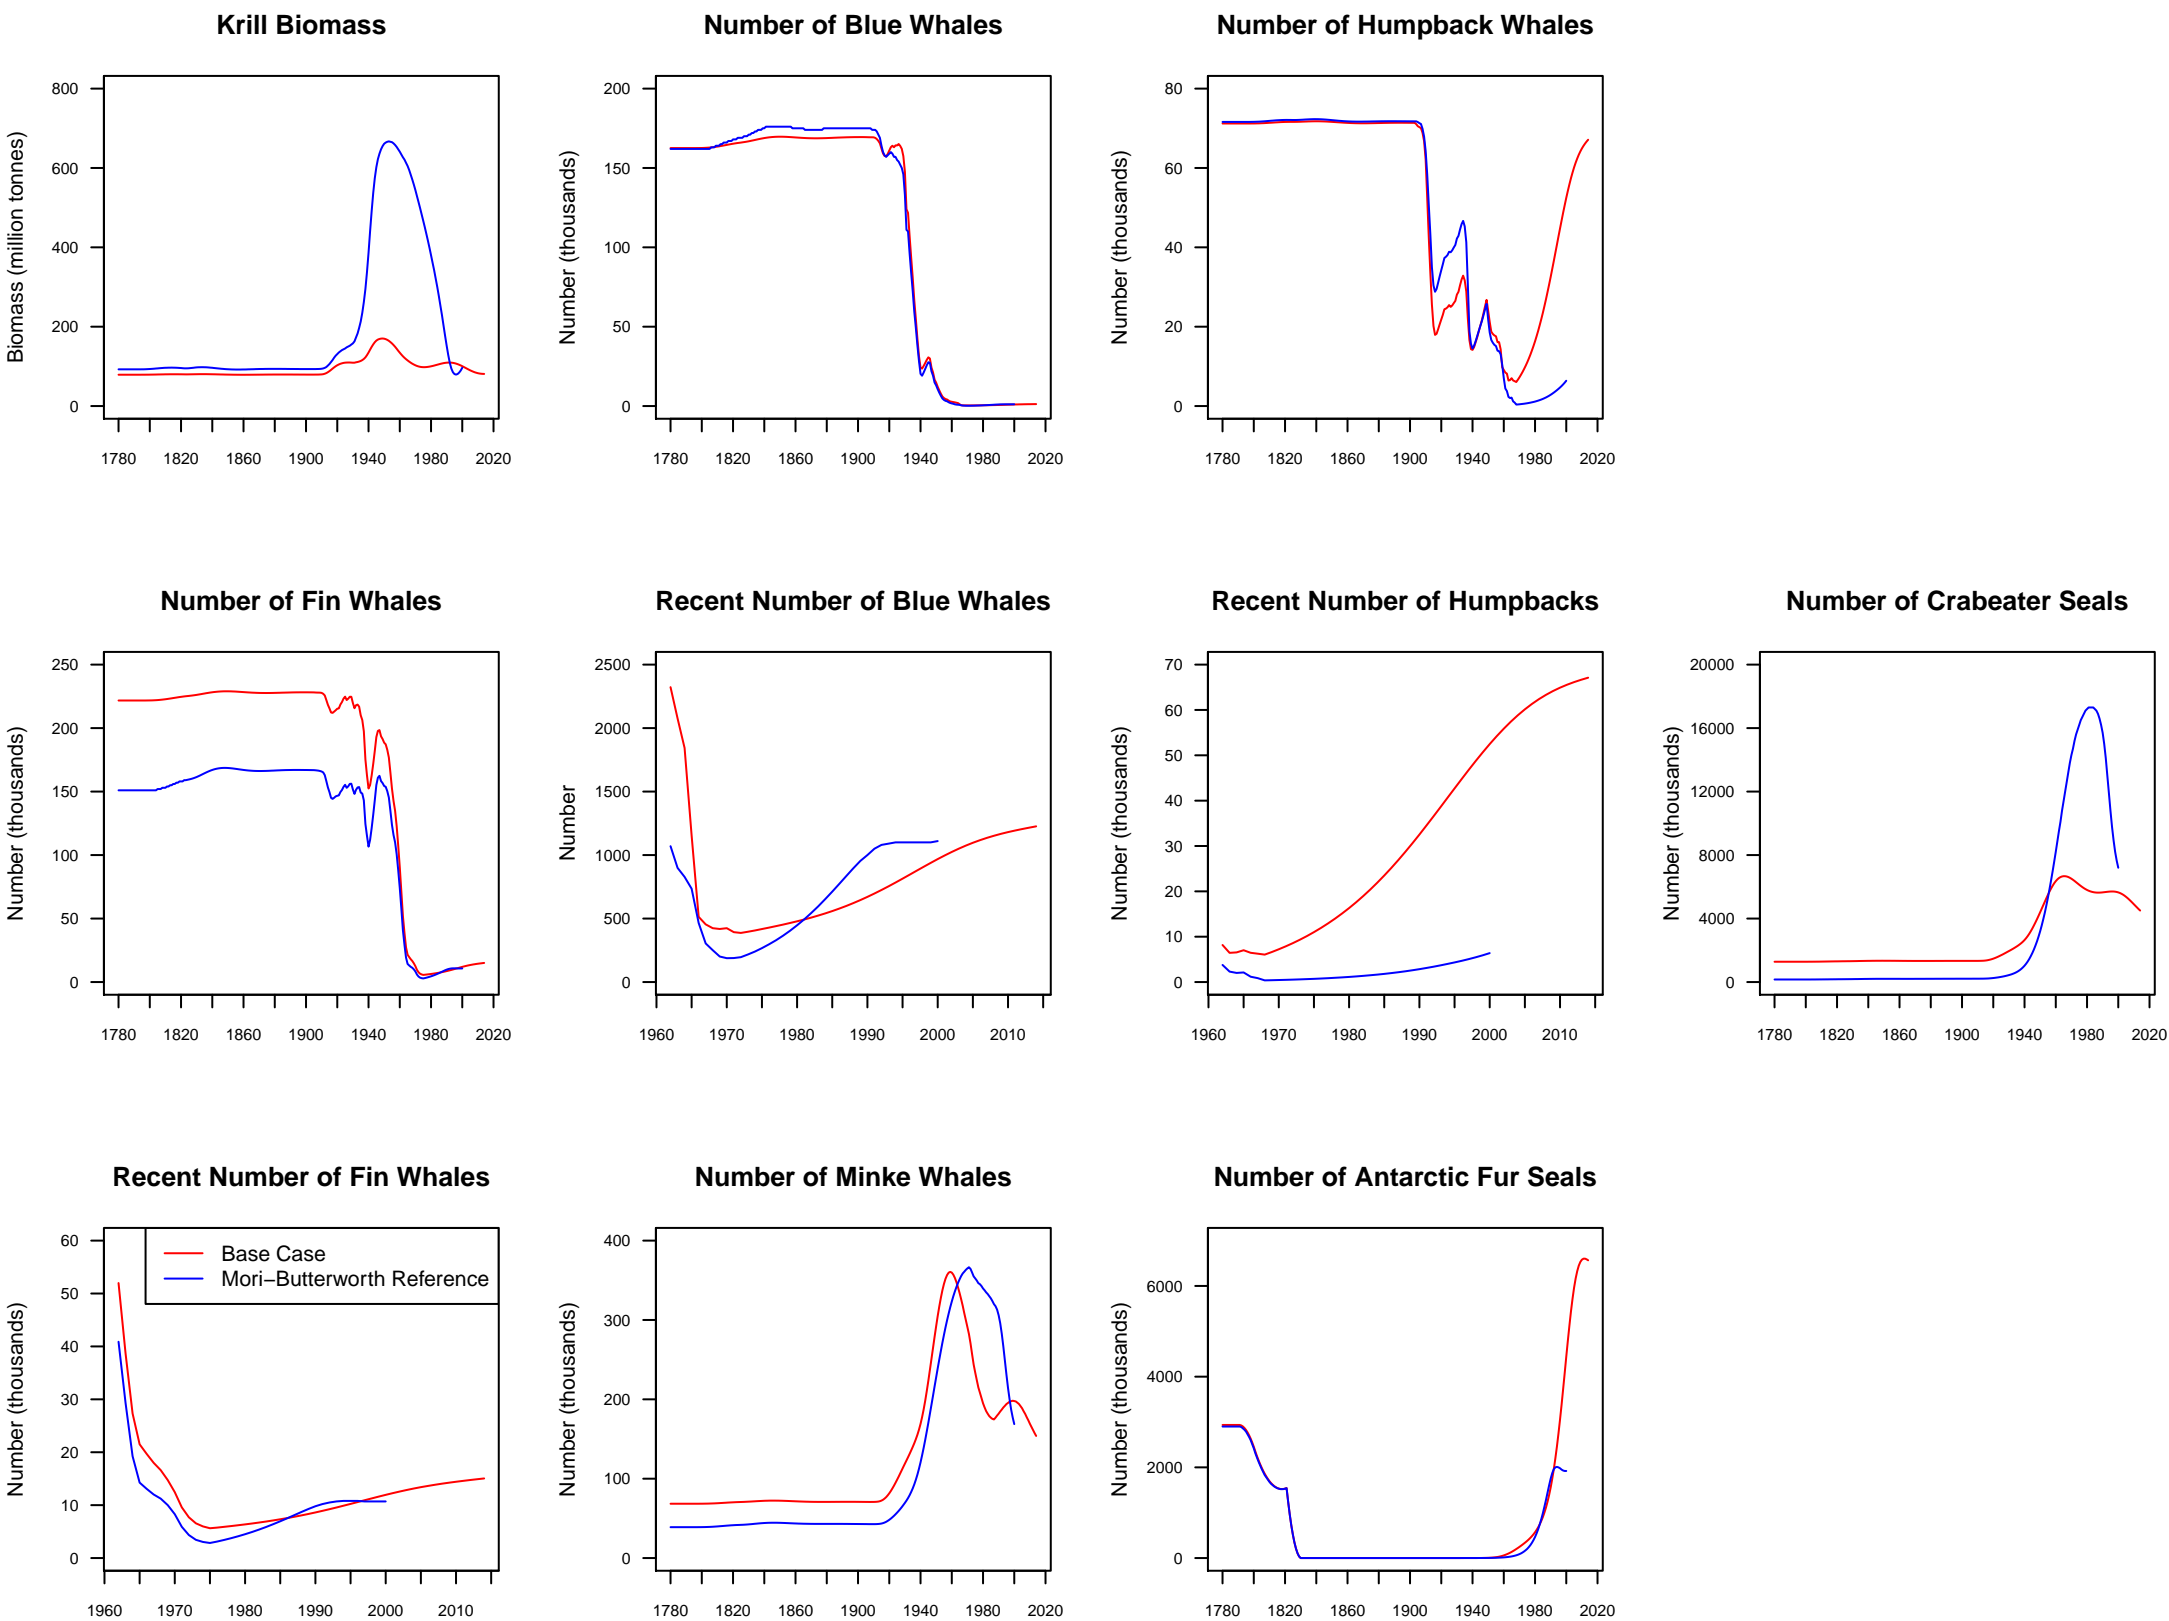 Krill Biomass
Number of Blue Whales
Number of Humpback Whales
Biomass (million tonnes)
800
600
400
200
0
1780 1820 1860 1900 1940 1980 2020
Number (thousands)
200
150
100
50
0
1780 1820 1860 1900 1940 1980 2020
Number (thousands)
80
60
40
20
0
1780 1820 1860 1900 1940 1980 2020
Number of Fin Whales
Recent Number of Blue Whales
Recent Number of Humpbacks
Number of Crabeater Seals
Number (thousands)
250
200
150
100
50
0
1780 1820 1860 1900 1940 1980 2020
Number
2500
2000
1500
1000
500
0
1960 1970 1980 1990 2000 2010
Number (thousands)
70
60
50
40
30
20
10
0
1960 1970 1980 1990 2000 2010
Number (thousands)
20000
16000
12000
8000
4000
0
1780 1820 1860 1900 1940 1980 2020
Recent Number of Fin Whales
Number of Minke Whales
Number of Antarctic Fur Seals
Number (thousands)
60
50
40
30
20
10
0
1960 1970 1980 1990 2000 2010
Base Case
Mori−Butterworth Reference
Number (thousands)
400
300
200
100
0
1780 1820 1860 1900 1940 1980 2020
Number (thousands)
6000
4000
2000
0
1780 1820 1860 1900 1940 1980 2020